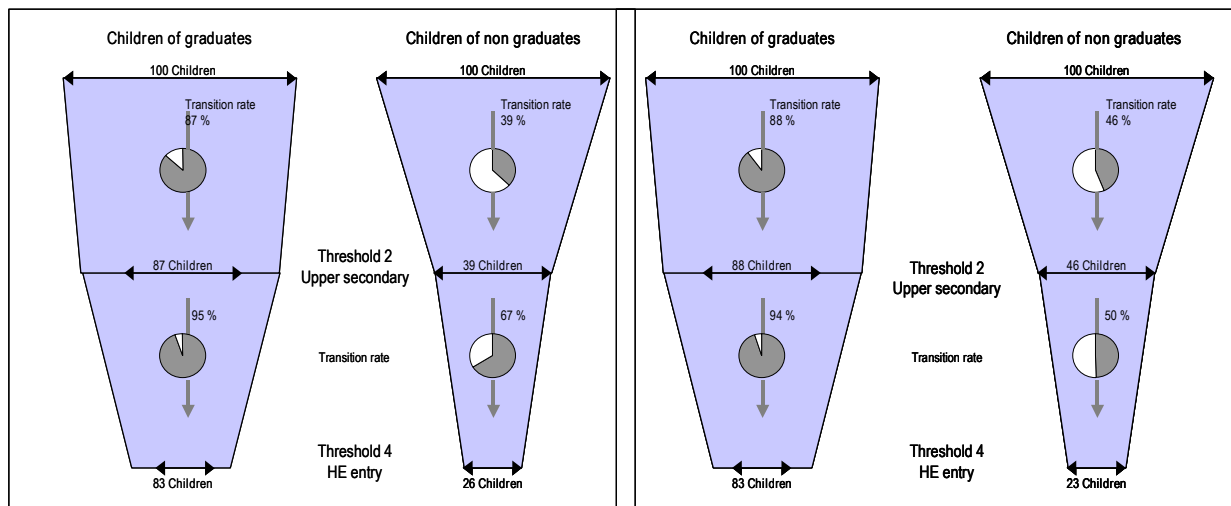 Children of graduates
100 Children
Transition rate
87 %
87 Children
95 %
83 Children
Children of non graduates
100 Children
Transition rate
39 %
Threshold 2
Upper secondary
39 Children
67 %
Transition rate
Threshold 4
HE entry
26 Children
Children of graduates
100 Children
Transition rate
88 %
88 Children
94 %
83 Children
Children of non graduates
100 Children
Transition rate
46 %
Threshold 2
Upper secondary
46 Children
50 %
Transition rate
Threshold 4
HE entry
23 Children